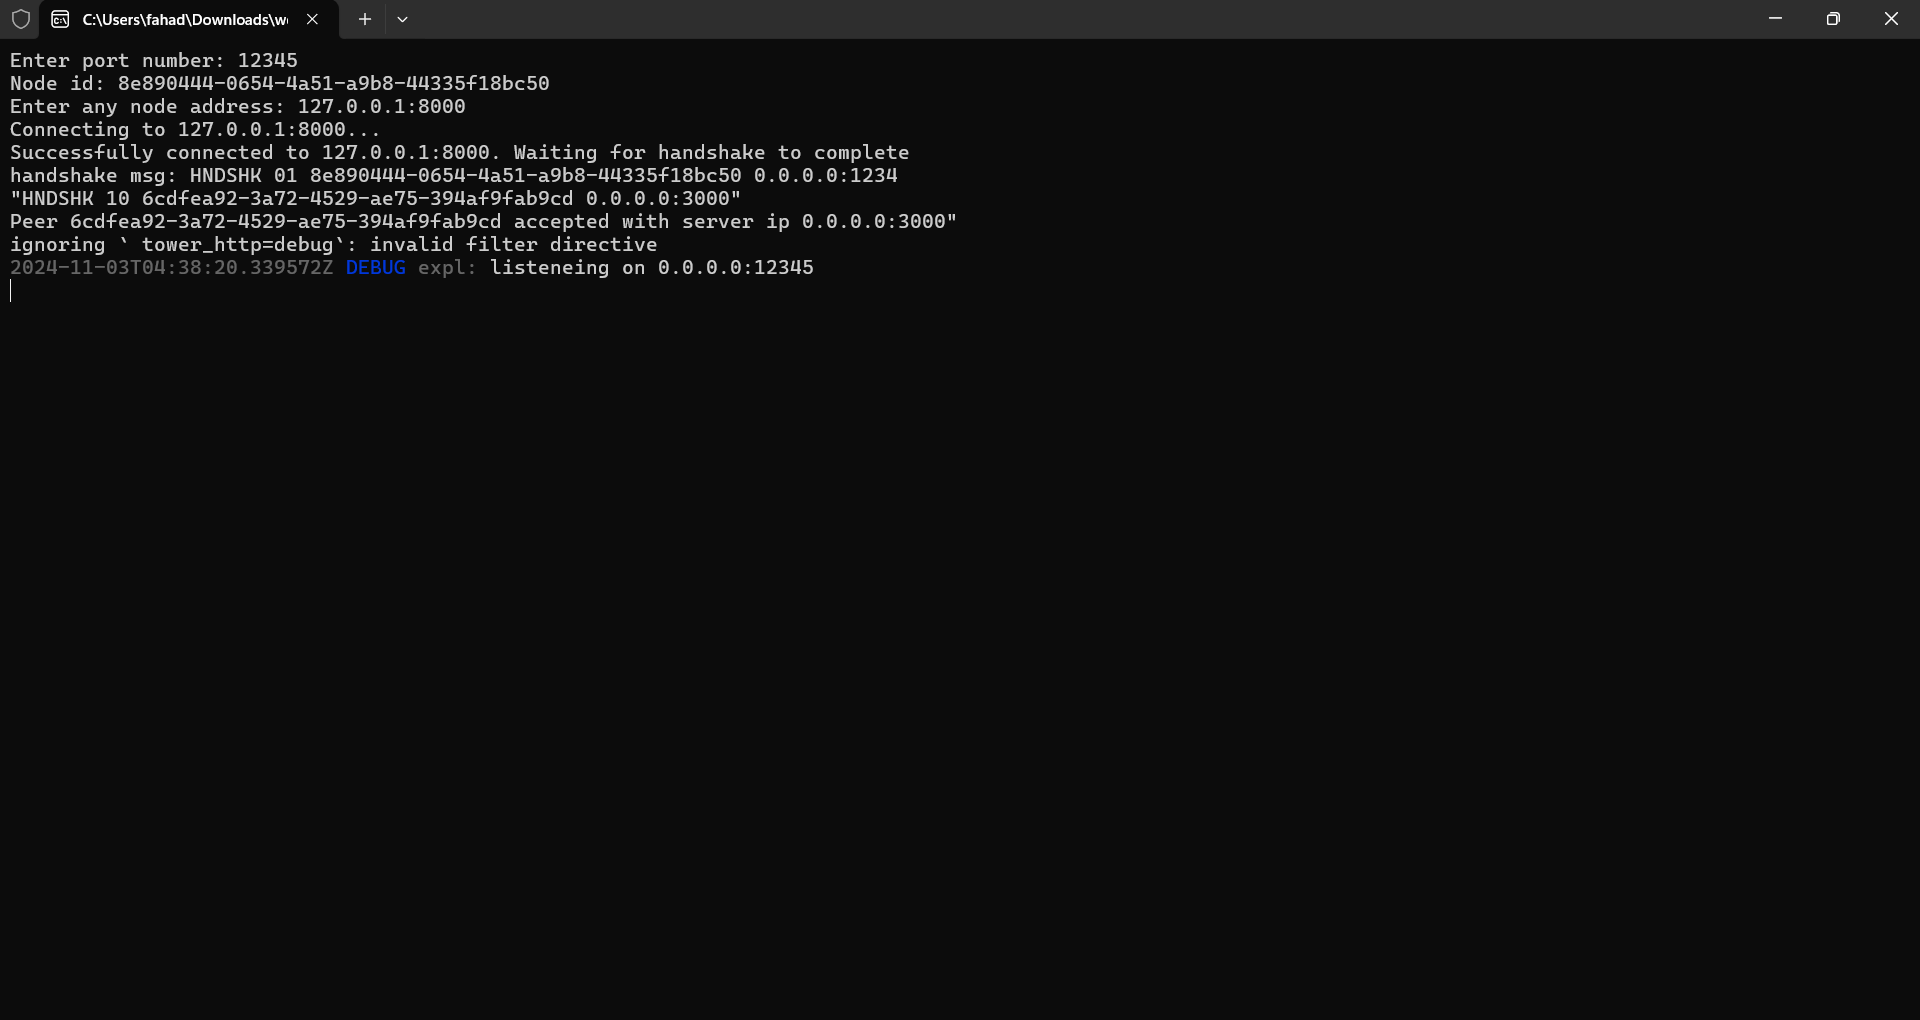 C:\Users\fahad\Downloads\w
Enter port number: 12345
Node id: 8e890444-0654-4a51-a9b8-44335f18bc50
Enter any node address: 127.0.0.1:8000
Connecting to 127.0.0.1:8000...
Successfully connected to 127.0.0.1:8000. Waiting for handshake to complete
handshake msg: HNDSHK 01 8e890444-0654-4a51-a9b8-44335f18bc50 0.0.0.0:1234
"HNDSHK 10 6cdfea92-3a72-4529-ae75-394af9fab9cd 0.0.0.0:3000"
Peer 6cdfea92-3a72-4529-ae75-394af9fab9cd accepted with server ip 0.0.0.0:3000"
ignoring ` tower_http=debug`: invalid filter directive
2024-11-03T04:38:20.339572Z DEBUG expl: listeneing on 0.0.0.0:12345